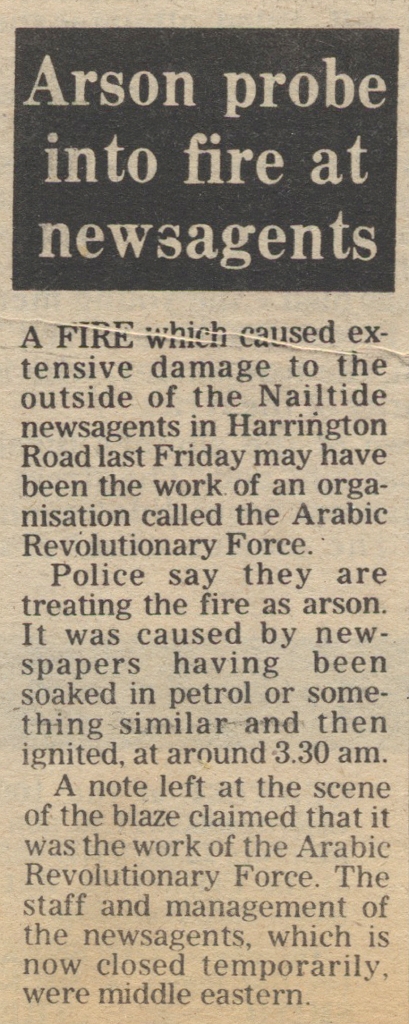 Arson probe
into fire at
newsagents
A FIRE which caused ex-
tensive damage to the
outside of the Nailtide
newsagents in Harrington
Road last Friday may have
been the work of an orga-
nisation called the Arabic
Revolutionary Force.
Police say they are
treating the fire as arson.
It was caused by new-
spapers having been
soaked in petrol or some-
thing similar and then
ignited, at around 3.30 am.
A note left at the scene
of the blaze claimed that it
was the work of the Arabic
Revolutionary Force. The
staff and management of
the newsagents, which is
now closed temporarily,
were middle eastern.